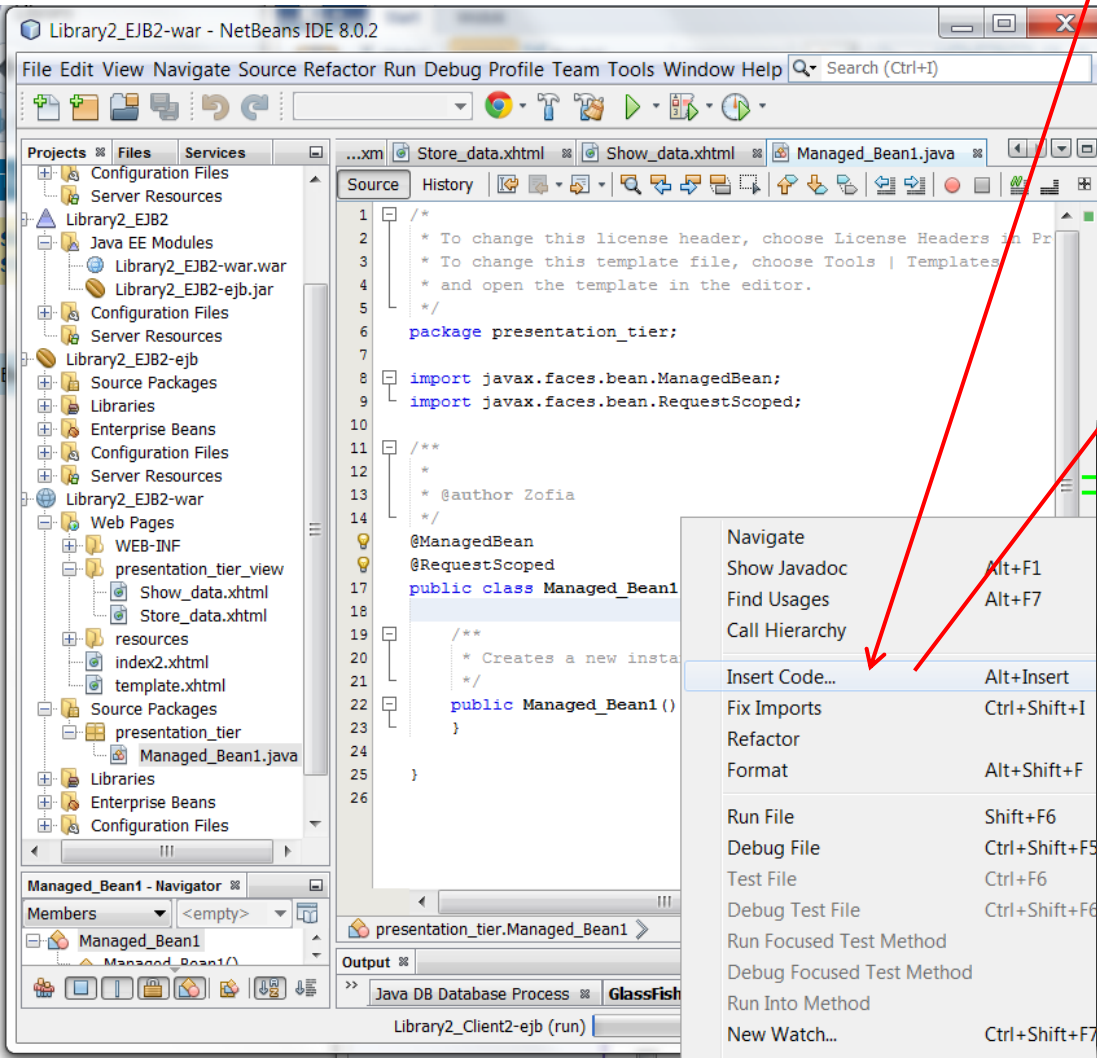 Library2_EJB2-war - NetBeans IDE 8.0.2
File Edit View Navigate Source Refactor Run Debug Profile Team Tools Window Help
Search (Ctrl+I)
Projects Files Services
Configuration Files
Server Resources
Library2_EJB2
Java EE Modules
Library2_EJB2-war.war
Library2_EJB2-ejb.jar
Configuration Files
Server Resources
Library2_EJB2-ejb
Source Packages
Libraries
Enterprise Beans
Configuration Files
Server Resources
Library2_EJB2-war
Web Pages
WEB-INF
presentation_tier_view
Show_data.xhtml
Store_data.xhtml
resources
index2.xhtml
template.xhtml
Source Packages
presentation_tier
Managed_Bean1.java
Libraries
Enterprise Beans
Configuration Files
Managed_Bean1 - Navigator
Members <empty>
Managed_Bean1
Managed_Bean1()
...xm Store_data.xhtml Show_data.xhtml Managed_Bean1.java
Source History
1 /*
2 * To change this license header, choose License Headers in Pr
3 * To change this template file, choose Tools | Templates
4 * and open the template in the editor.
5 */
6 package presentation_tier;
7
8 import javax.faces.bean.ManagedBean;
9 import javax.faces.bean.RequestScoped;
10
11 /**
12 *
13 * @author Zofia
14 */
@ManagedBean
@RequestScoped
17 public class Managed_Bean1
18
19 /**
20 * Creates a new insta
21 */
22 public Managed_Bean1()
23 }
24
25 }
26
presentation_tier.Managed_Bean1
Output
Java DB Database Process GlassFish
Library2_Client2-ejb (run)
Navigate
Show Javadoc Alt+F1
Find Usages Alt+F7
Call Hierarchy
Insert Code... Alt+Insert
Fix Imports Ctrl+Shift+I
Refactor
Format Alt+Shift+F
Run File Shift+F6
Debug File Ctrl+Shift+F5
Test File Ctrl+F6
Debug Test File Ctrl+Shift+F6
Run Focused Test Method
Debug Focused Test Method
Run Into Method
New Watch... Ctrl+Shift+F7